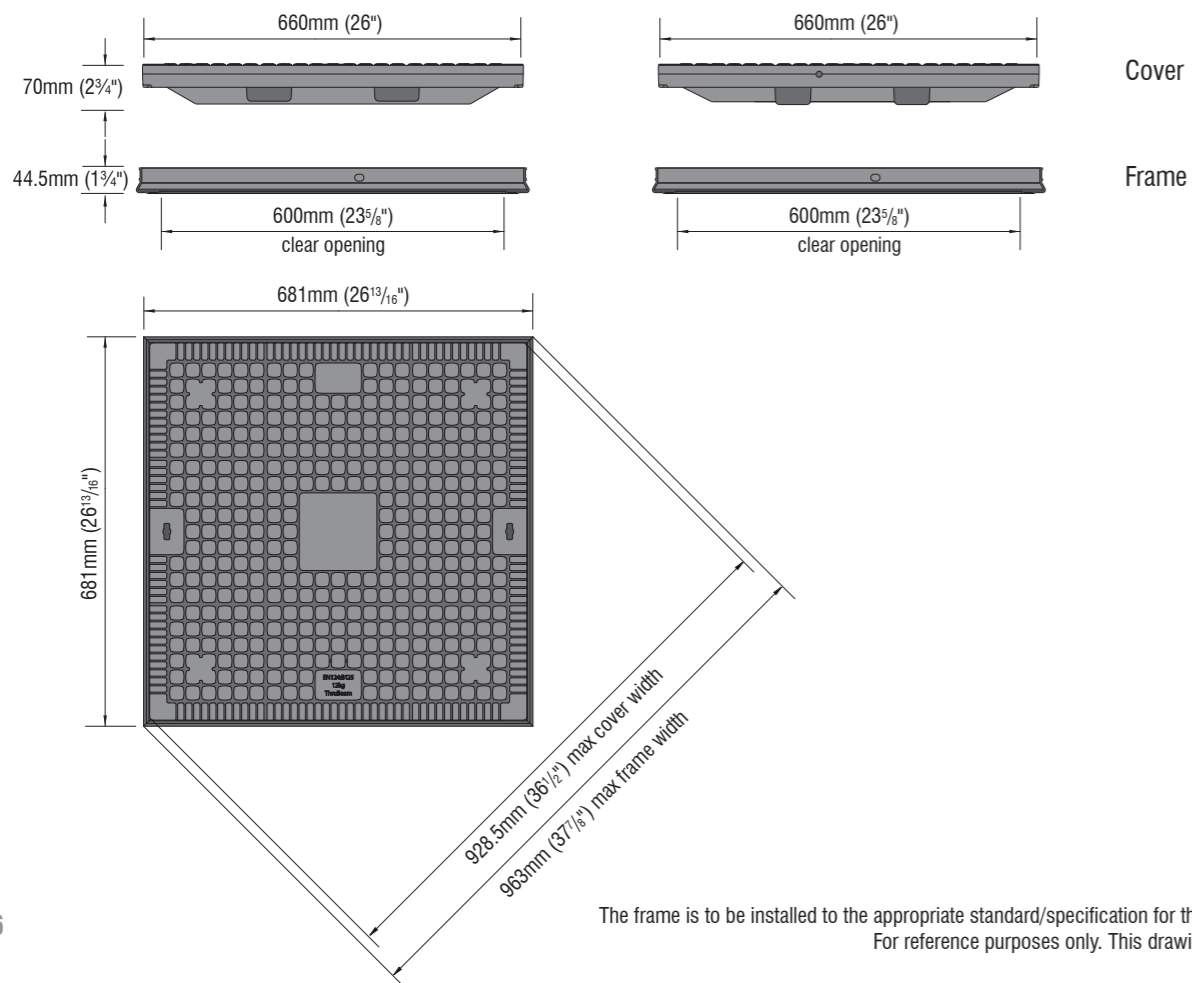 660mm (26")
660mm (26")
Cover
70mm (2¾")
44.5mm (1¾")
Frame
600mm (23⅝")
clear opening
600mm (23⅝")
clear opening
681mm (26¹³/₁₆")
681mm (26¹³/₁₆")
EN124B125
12kg
928.5mm (36½") max cover width
963mm (37⅞") max frame width
6
The frame is to be installed to the appropriate standard/specification for th
For reference purposes only. This drawi